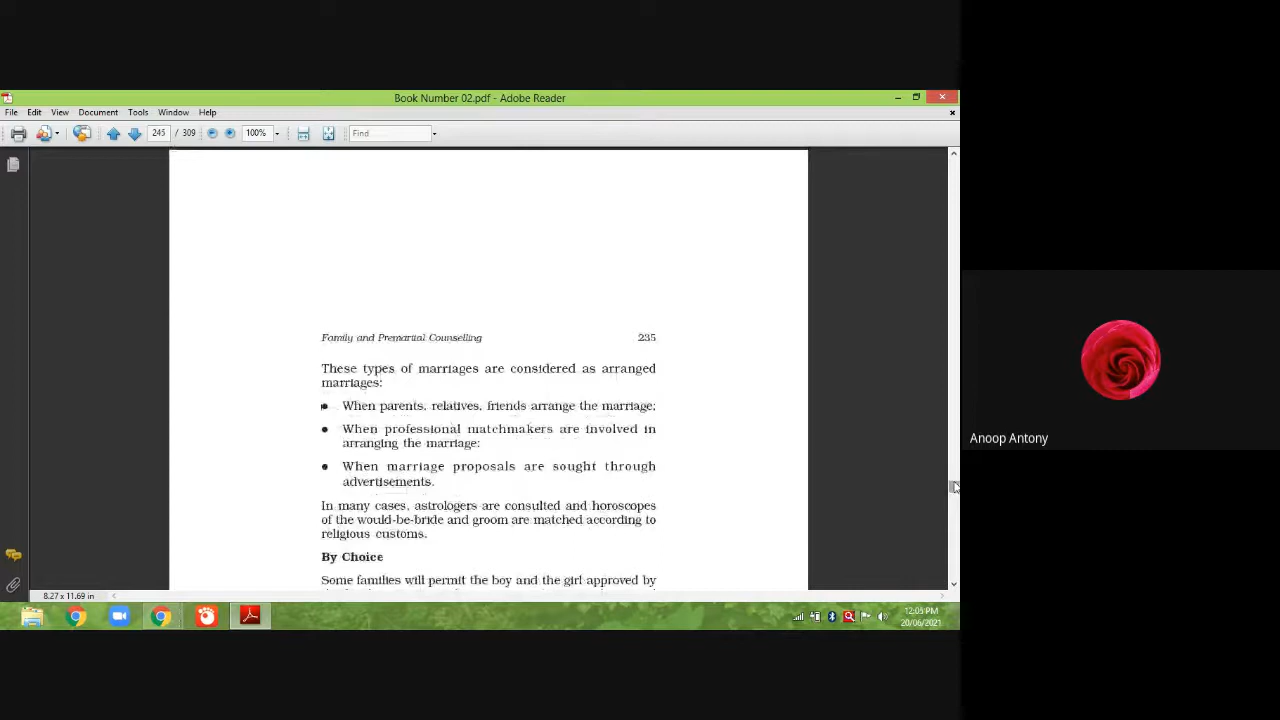 Book Number 02.pdf - Adobe Reader
File Edit View Document Tools Window Help
245 / 309 100% Find
Family and Premarital Counselling 235
These types of marriages are considered as arranged
marriages:
• When parents, relatives, friends arrange the marriage;
• When professional matchmakers are involved in
arranging the marriage:
• When marriage proposals are sought through
advertisements.
In many cases, astrologers are consulted and horoscopes
of the would-be-bride and groom are matched according to
religious customs.
By Choice
Some families will permit the boy and the girl approved by
8.27 x 11.69 in
12:05 PM
20/06/2021
Anoop Antony